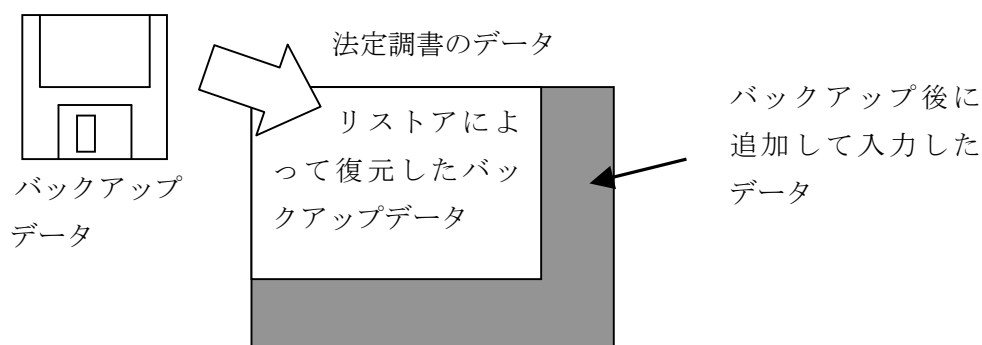 法定調書のデータ
リストアによ
って復元したバッ
クアップデータ
バックアップ後に
追加して入力した
データ
バックアップ
データ